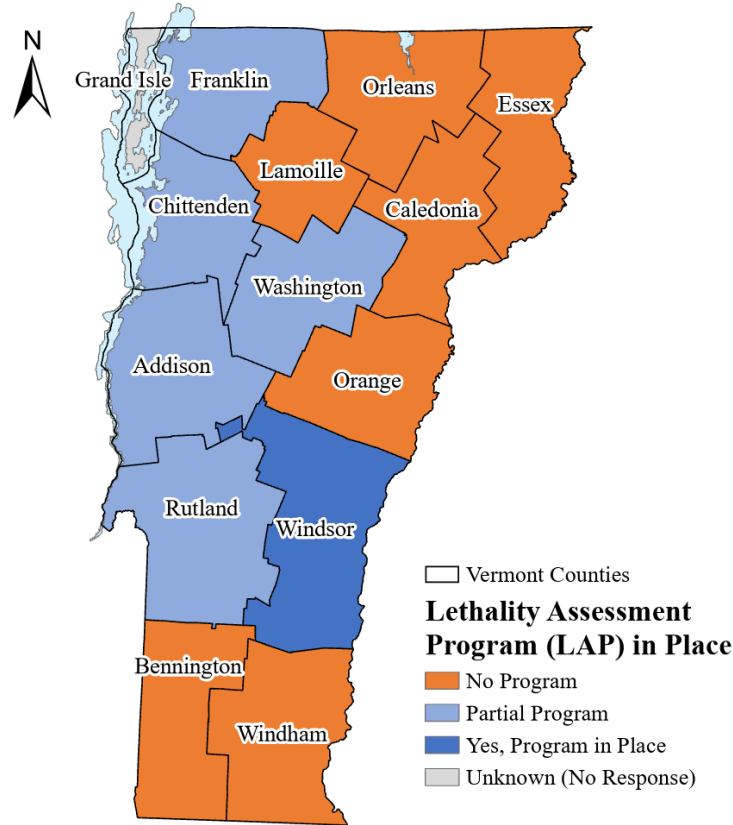 N
Grand Isle
Franklin
Orleans
Essex
Lamoille
Chittenden
Caledonia
Washington
Addison
Orange
Rutland
Windsor
Bennington
Windham
Vermont Counties
Lethality Assessment
Program (LAP) in Place
No Program
Partial Program
Yes, Program in Place
Unknown (No Response)